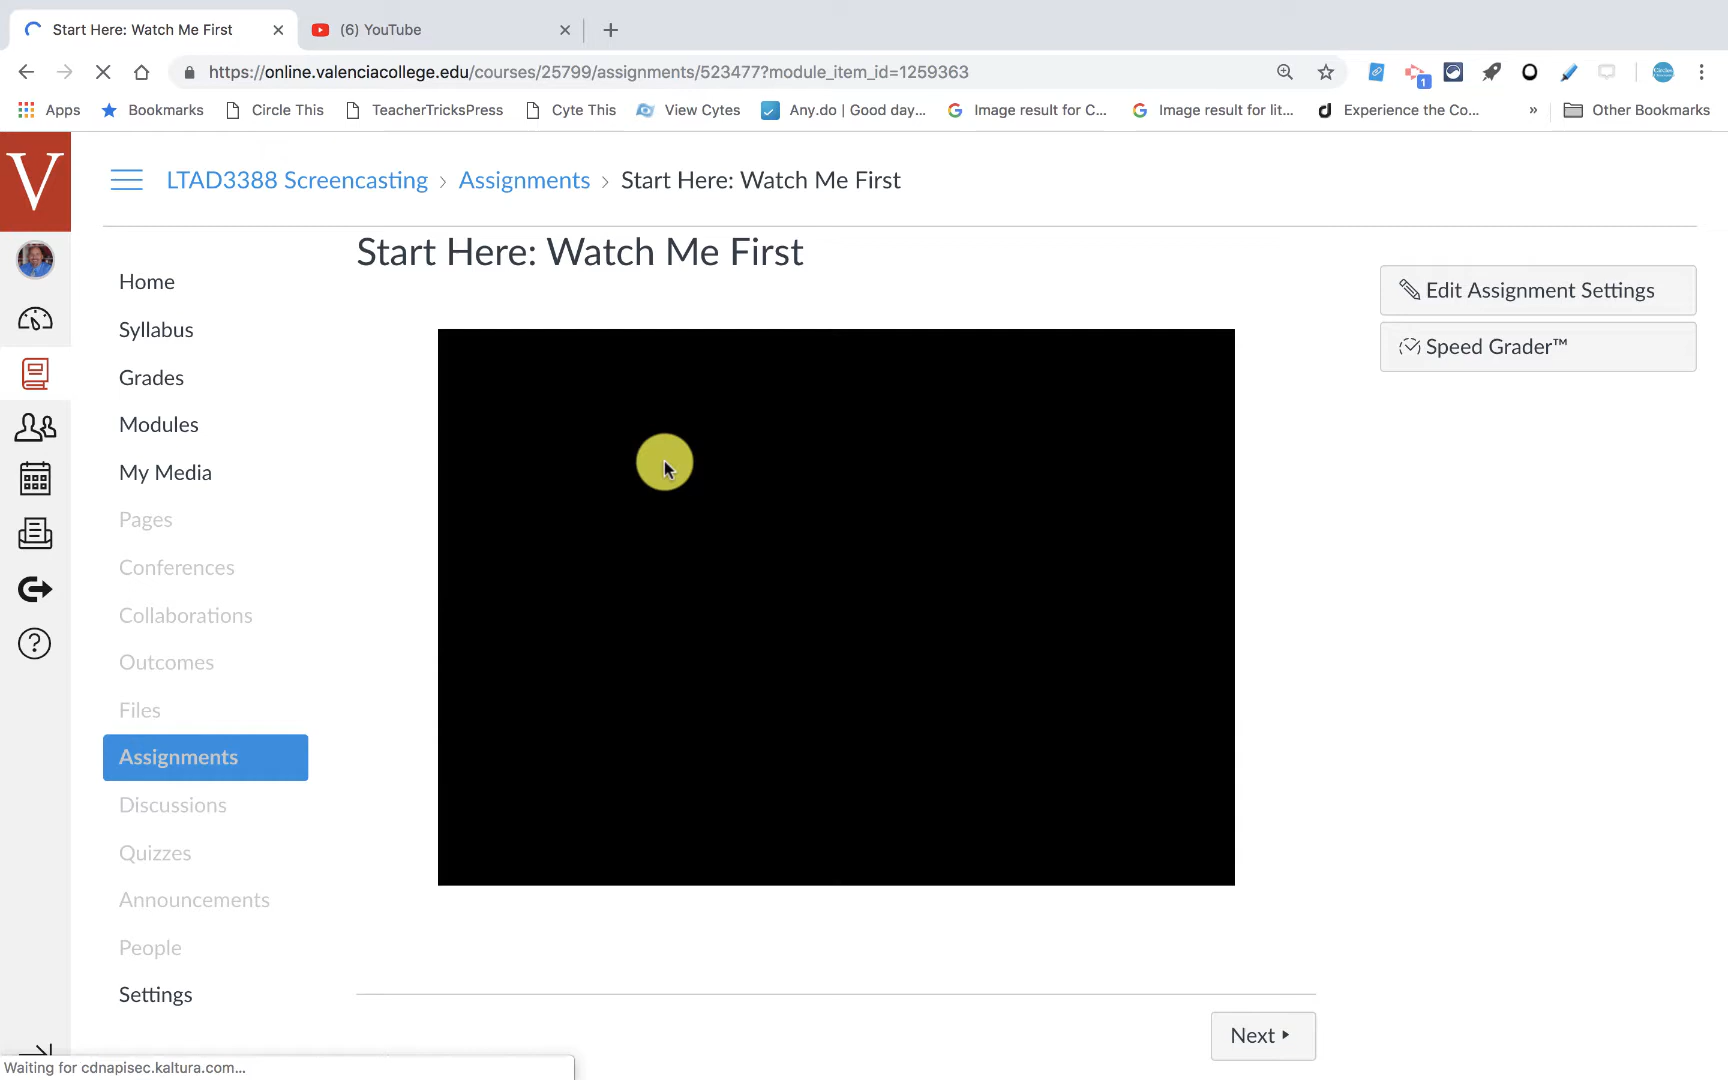 Start Here: Watch Me First
(6) YouTube
https://online.valenciacollege.edu/courses/25799/assignments/523477?module_item_id=1259363
1
Apps
Bookmarks
Circle This
TeacherTricksPress
Cyte This
View Cytes
Any.do | Good day...
Image result for C...
Image result for lit...
Experience the Co...
»
Other Bookmarks
V
LTAD3388 Screencasting › Assignments › Start Here: Watch Me First
Start Here: Watch Me First
Home
Syllabus
Grades
Modules
My Media
Pages
Conferences
Collaborations
Outcomes
Files
Assignments
Discussions
Quizzes
Announcements
People
Settings
Edit Assignment Settings
Speed Grader™
Next
Waiting for cdnapisec.kaltura.com...